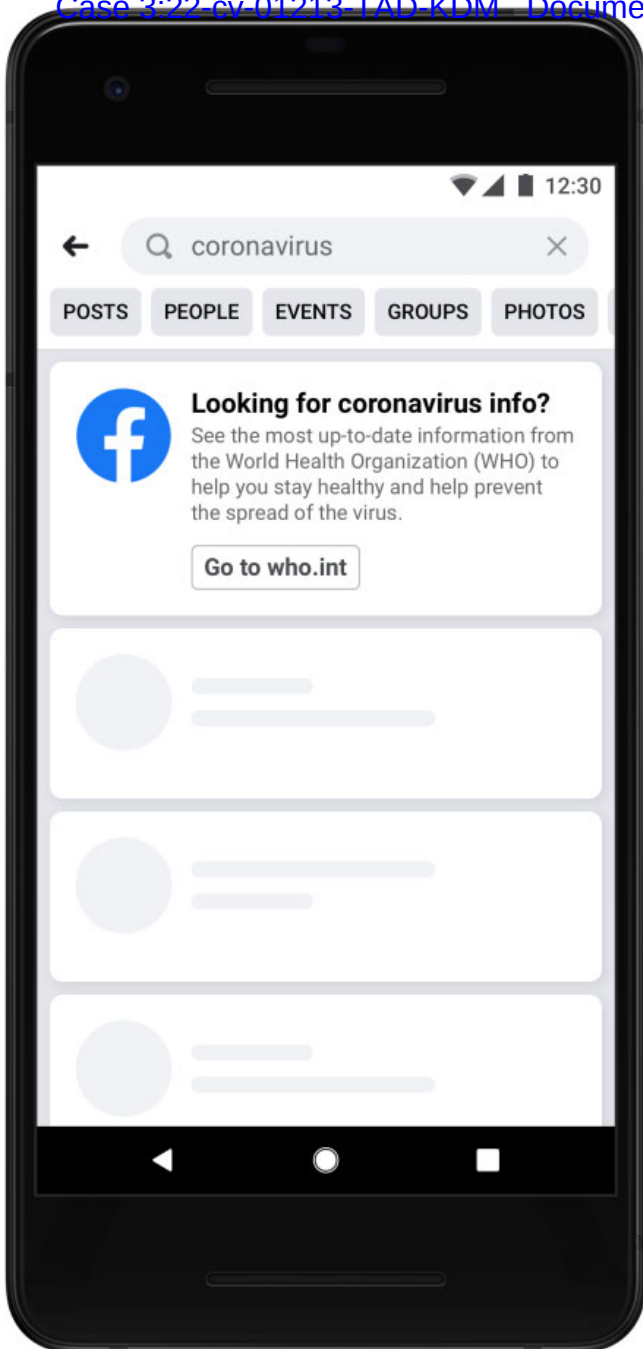 Case 3:22-cv-01213-TAD-KDM Docume
12:30
coronavirus
POSTS PEOPLE EVENTS GROUPS PHOTOS
Looking for coronavirus info?
See the most up-to-date information from
the World Health Organization (WHO) to
help you stay healthy and help prevent
the spread of the virus.
Go to who.int